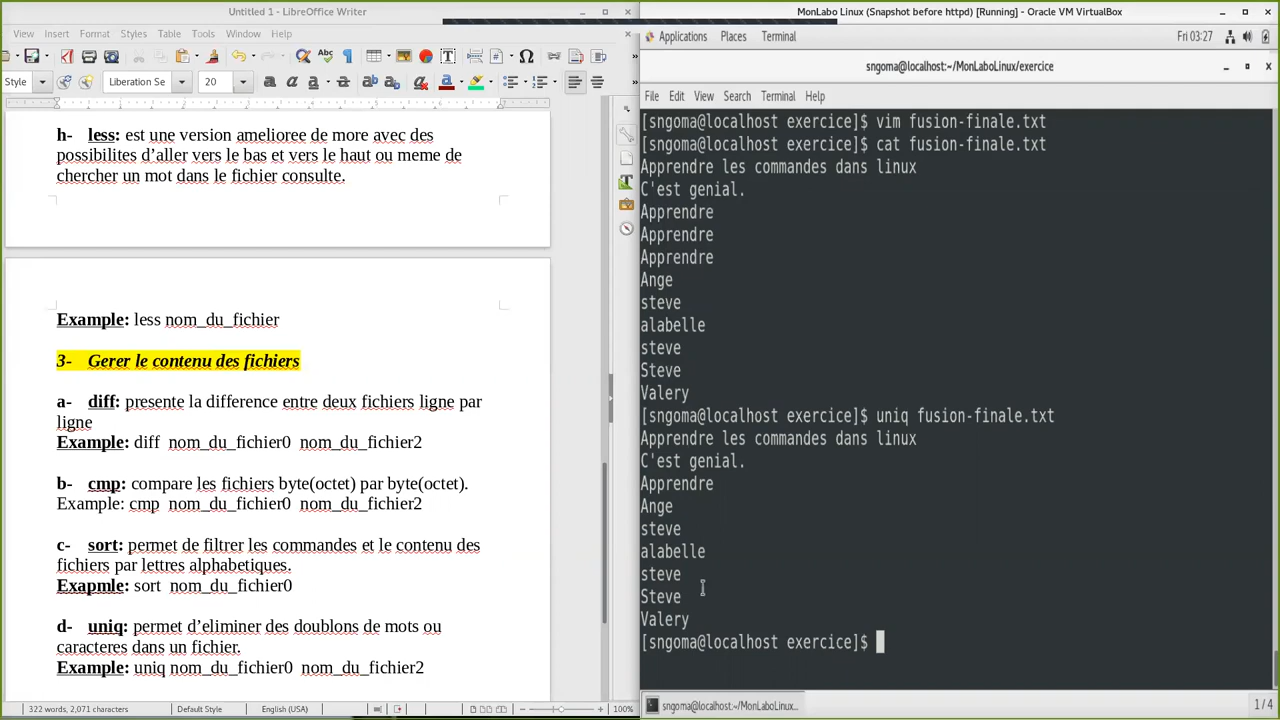 Untitled 1 - LibreOffice Writer
View Insert Format Styles Table Tools Window Help
Style Liberation Se 20
h- less: est une version amelioree de more avec des
possibilites d'aller vers le bas et vers le haut ou meme de
chercher un mot dans le fichier consulte.
Example: less nom_du_fichier
3- Gerer le contenu des fichiers
a- diff: presente la difference entre deux fichiers ligne par
ligne
Example: diff nom_du_fichier0 nom_du_fichier2
b- cmp: compare les fichiers byte(octet) par byte(octet).
Example: cmp nom_du_fichier0 nom_du_fichier2
c- sort: permet de filtrer les commandes et le contenu des
fichiers par lettres alphabetiques.
Exapmle: sort nom_du_fichier0
d- uniq: permet d'eliminer des doublons de mots ou
caracteres dans un fichier.
Example: uniq nom_du_fichier0 nom_du_fichier2
322 words, 2,071 characters Default Style English (USA) 100%
MonLabo Linux (Snapshot before httpd) [Running] - Oracle VM VirtualBox
Applications Places Terminal Fri 03:27
sngoma@localhost:~/MonLaboLinux/exercice
File Edit View Search Terminal Help
[sngoma@localhost exercice]$ vim fusion-finale.txt
[sngoma@localhost exercice]$ cat fusion-finale.txt
Apprendre les commandes dans linux
C'est genial.
Apprendre
Apprendre
Apprendre
Ange
steve
alabelle
steve
Steve
Valery
[sngoma@localhost exercice]$ uniq fusion-finale.txt
Apprendre les commandes dans linux
C'est genial.
Apprendre
Ange
steve
alabelle
steve
Steve
Valery
[sngoma@localhost exercice]$
sngoma@localhost:~/MonLaboLinux... 1 / 4